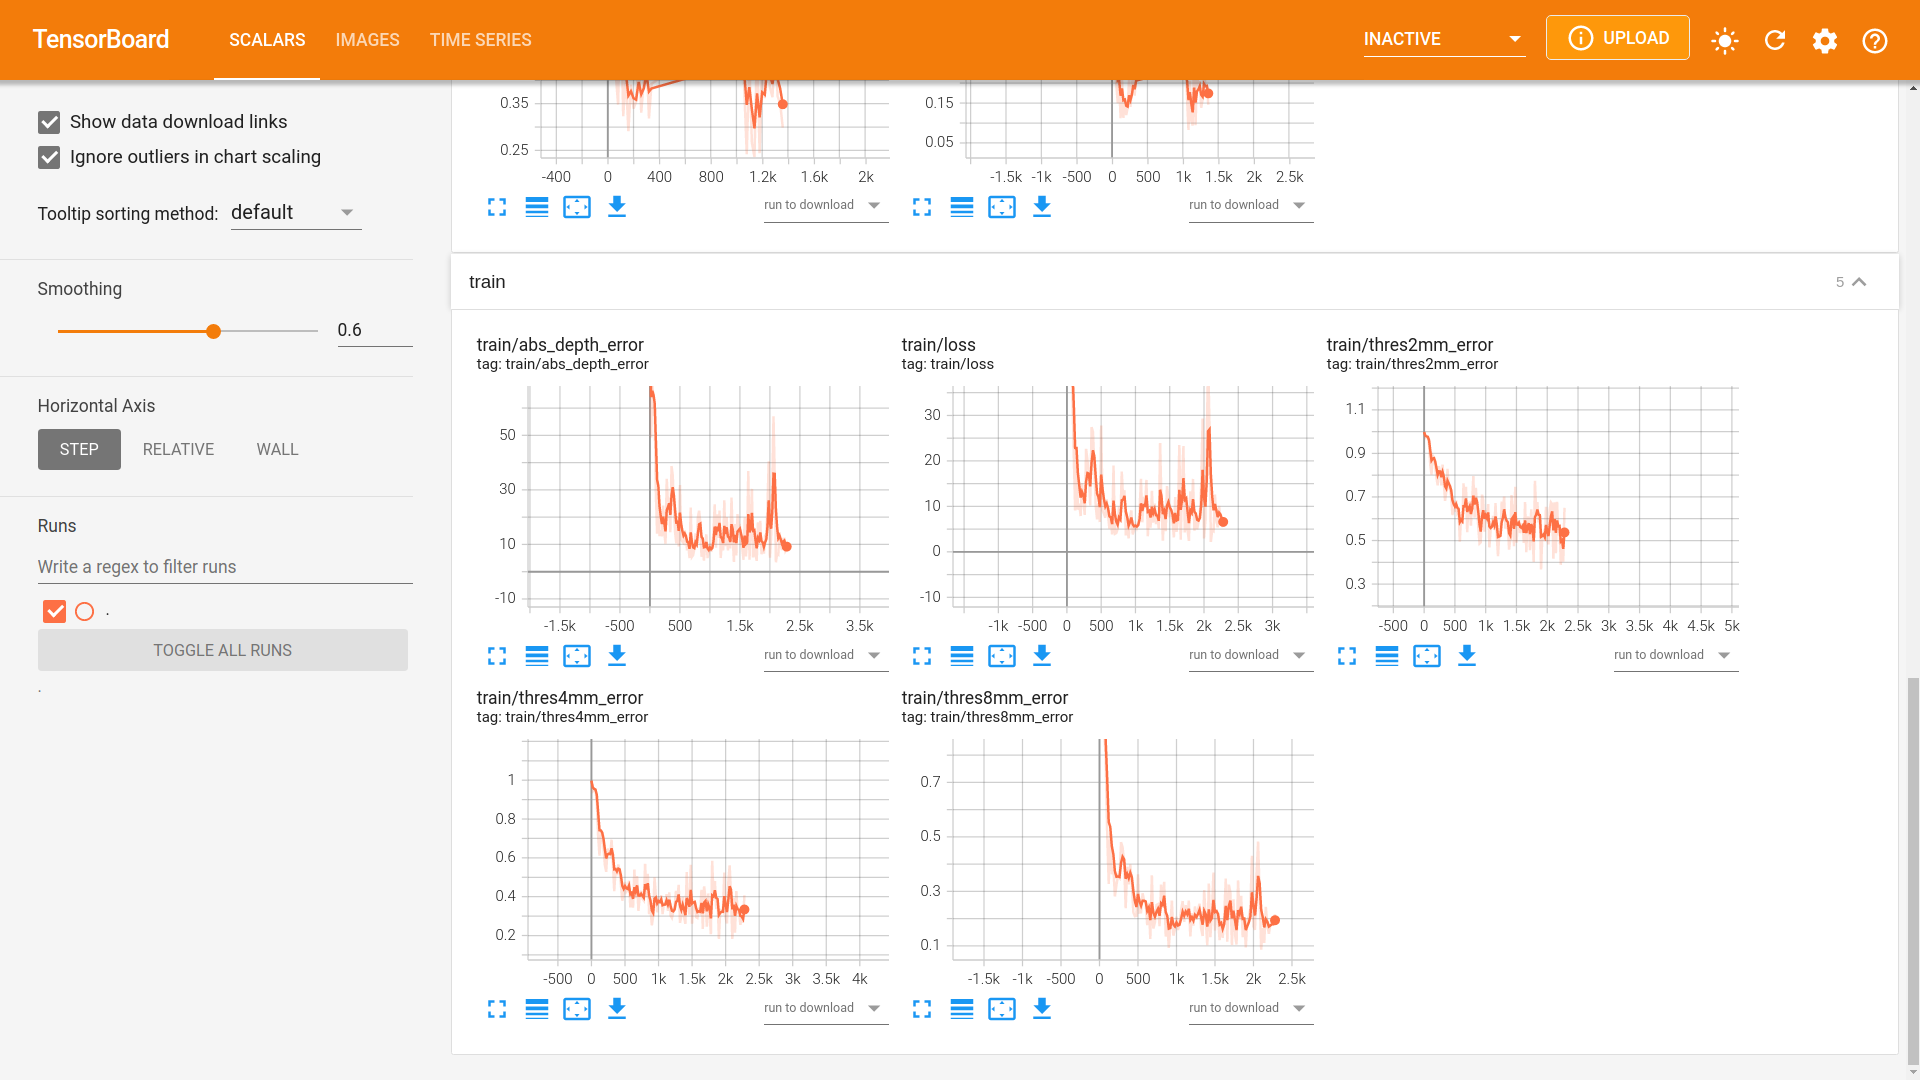 TensorBoard SCALARS IMAGES TIME SERIES INACTIVE UPLOAD
Show data download links
Ignore outliers in chart scaling
Tooltip sorting method: default
Smoothing
0.6
Horizontal Axis
STEP RELATIVE WALL
Runs
Write a regex to filter runs
.
TOGGLE ALL RUNS
.
0.35
0.25
-400 0 400 800 1.2k 1.6k 2k
run to download
0.15
0.05
-1.5k -1k -500 0 500 1k 1.5k 2k 2.5k
run to download
train 5
train/abs_depth_error
tag: train/abs_depth_error
50
30
10
-10
-1.5k -500 500 1.5k 2.5k 3.5k
run to download
train/loss
tag: train/loss
30
20
10
0
-10
-1k -500 0 500 1k 1.5k 2k 2.5k 3k
run to download
train/thres2mm_error
tag: train/thres2mm_error
1.1
0.9
0.7
0.5
0.3
-500 0 500 1k 1.5k 2k 2.5k 3k 3.5k 4k 4.5k 5k
run to download
train/thres4mm_error
tag: train/thres4mm_error
1
0.8
0.6
0.4
0.2
-500 0 500 1k 1.5k 2k 2.5k 3k 3.5k 4k
run to download
train/thres8mm_error
tag: train/thres8mm_error
0.7
0.5
0.3
0.1
-1.5k -1k -500 0 500 1k 1.5k 2k 2.5k
run to download